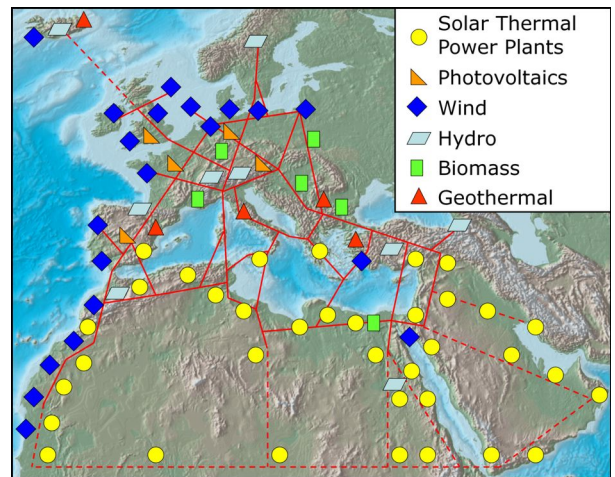 Solar Thermal
Power Plants
Photovoltaics
Wind
Hydro
Biomass
Geothermal